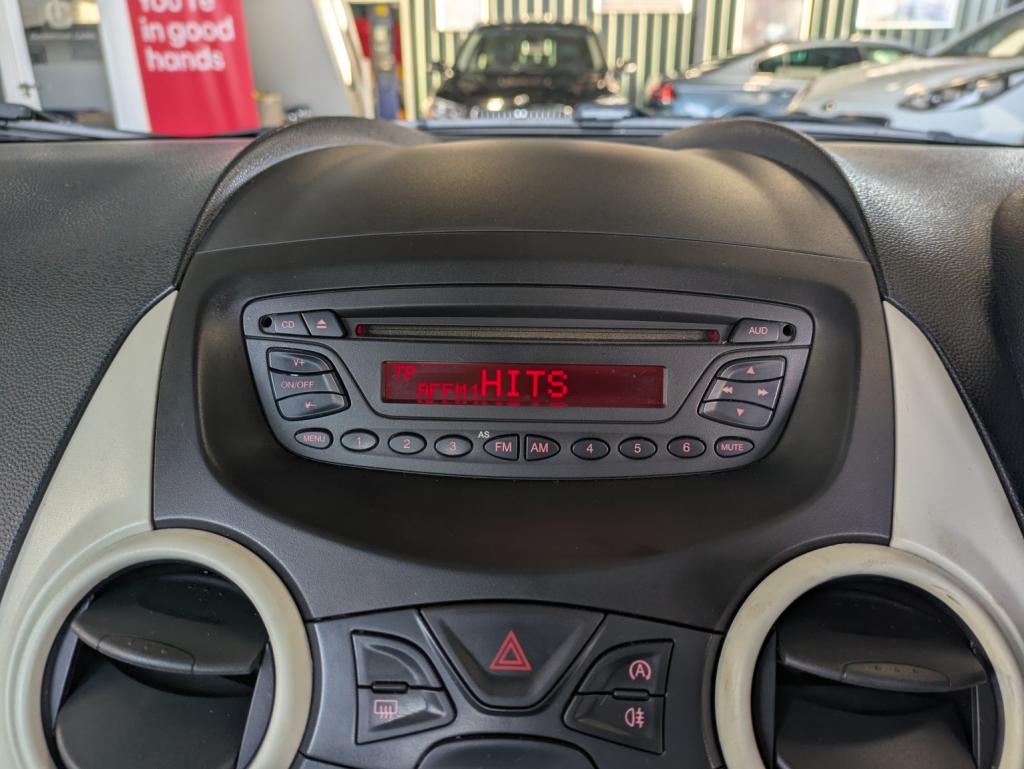 You're
in good
hands
CD
AUD
V+
ON/OFF
V-
TP
AFFM1 HITS
MENU
1
2
3
AS
FM
AM
4
5
6
MUTE
A